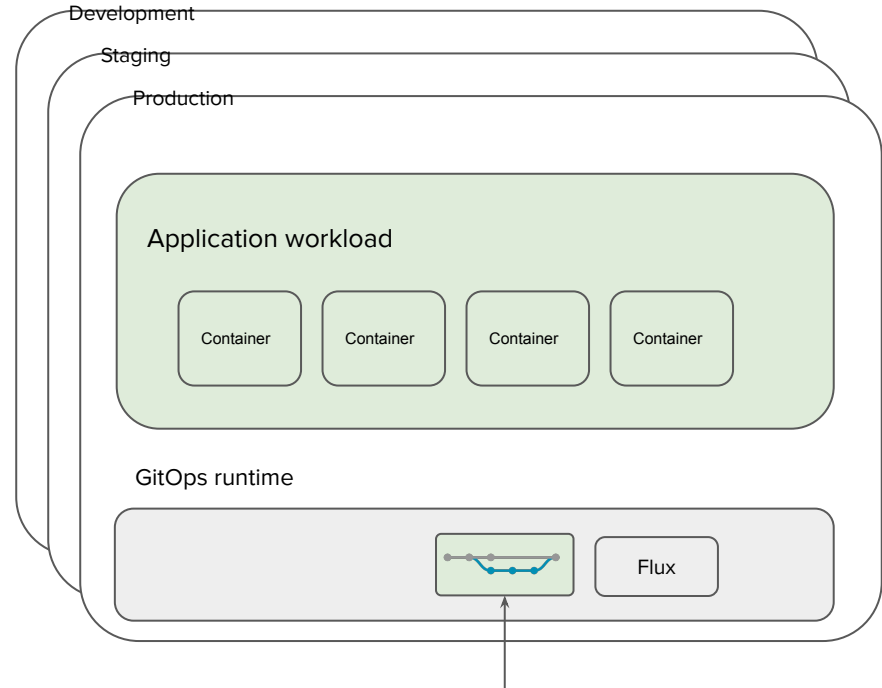 Development
Staging
Production
Application workload
Container
Container
Container
Container
GitOps runtime
Flux